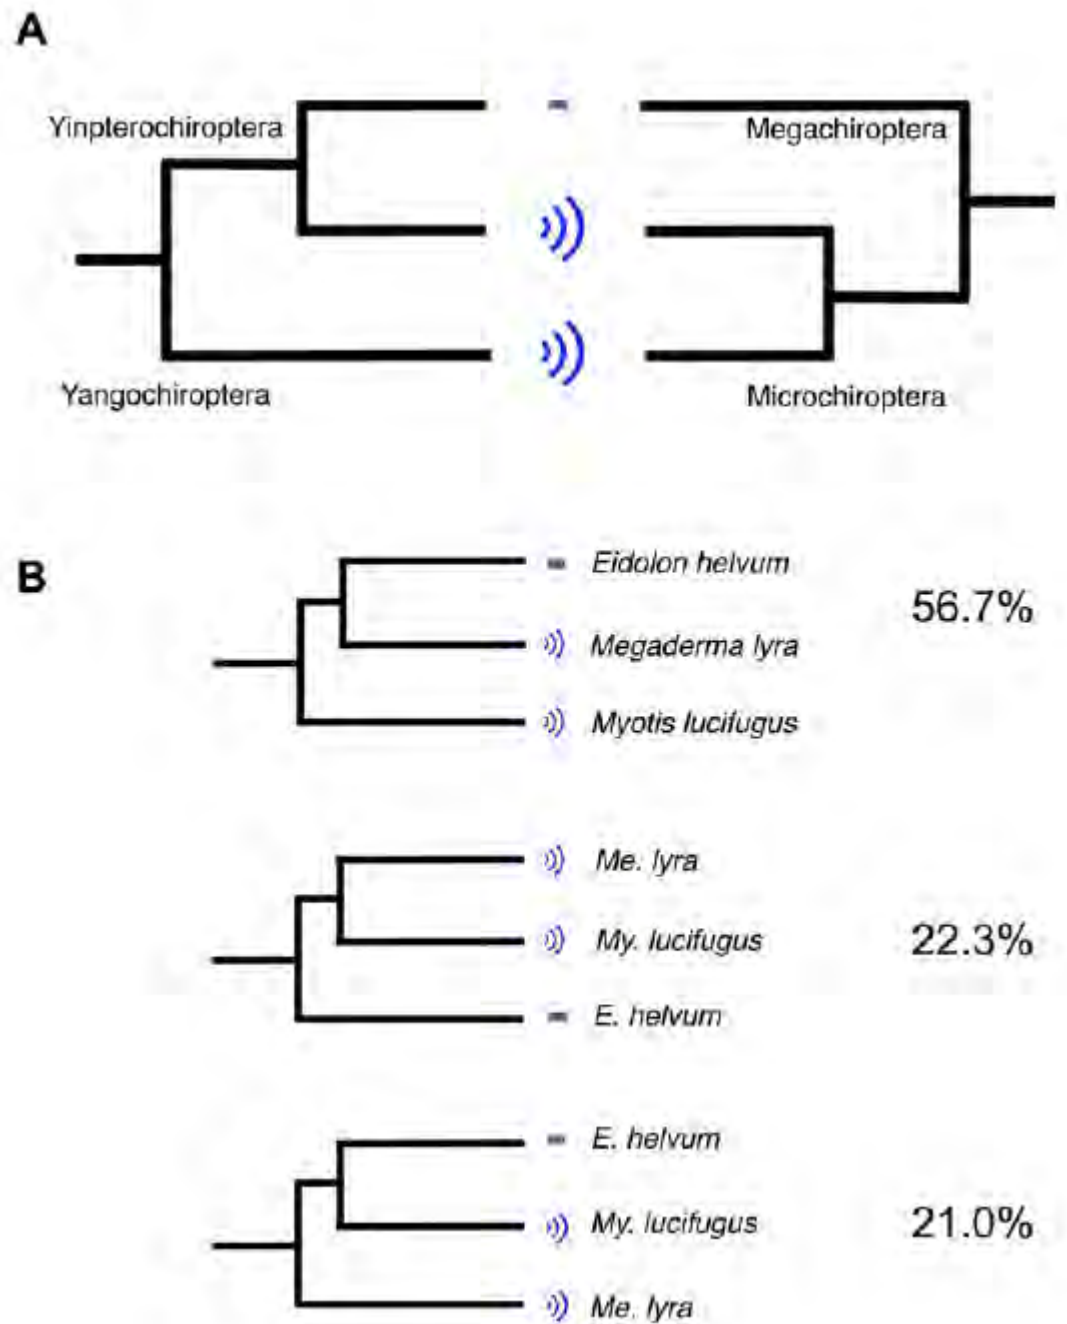 A
Yinpterochiroptera
Megachiroptera
Yangochiroptera
Microchiroptera
B
Eidolon helvum
56.7%
Megaderma lyra
Myotis lucifugus
Me. lyra
My. lucifugus
22.3%
E. helvum
E. helvum
My. lucifugus
21.0%
Me. lyra